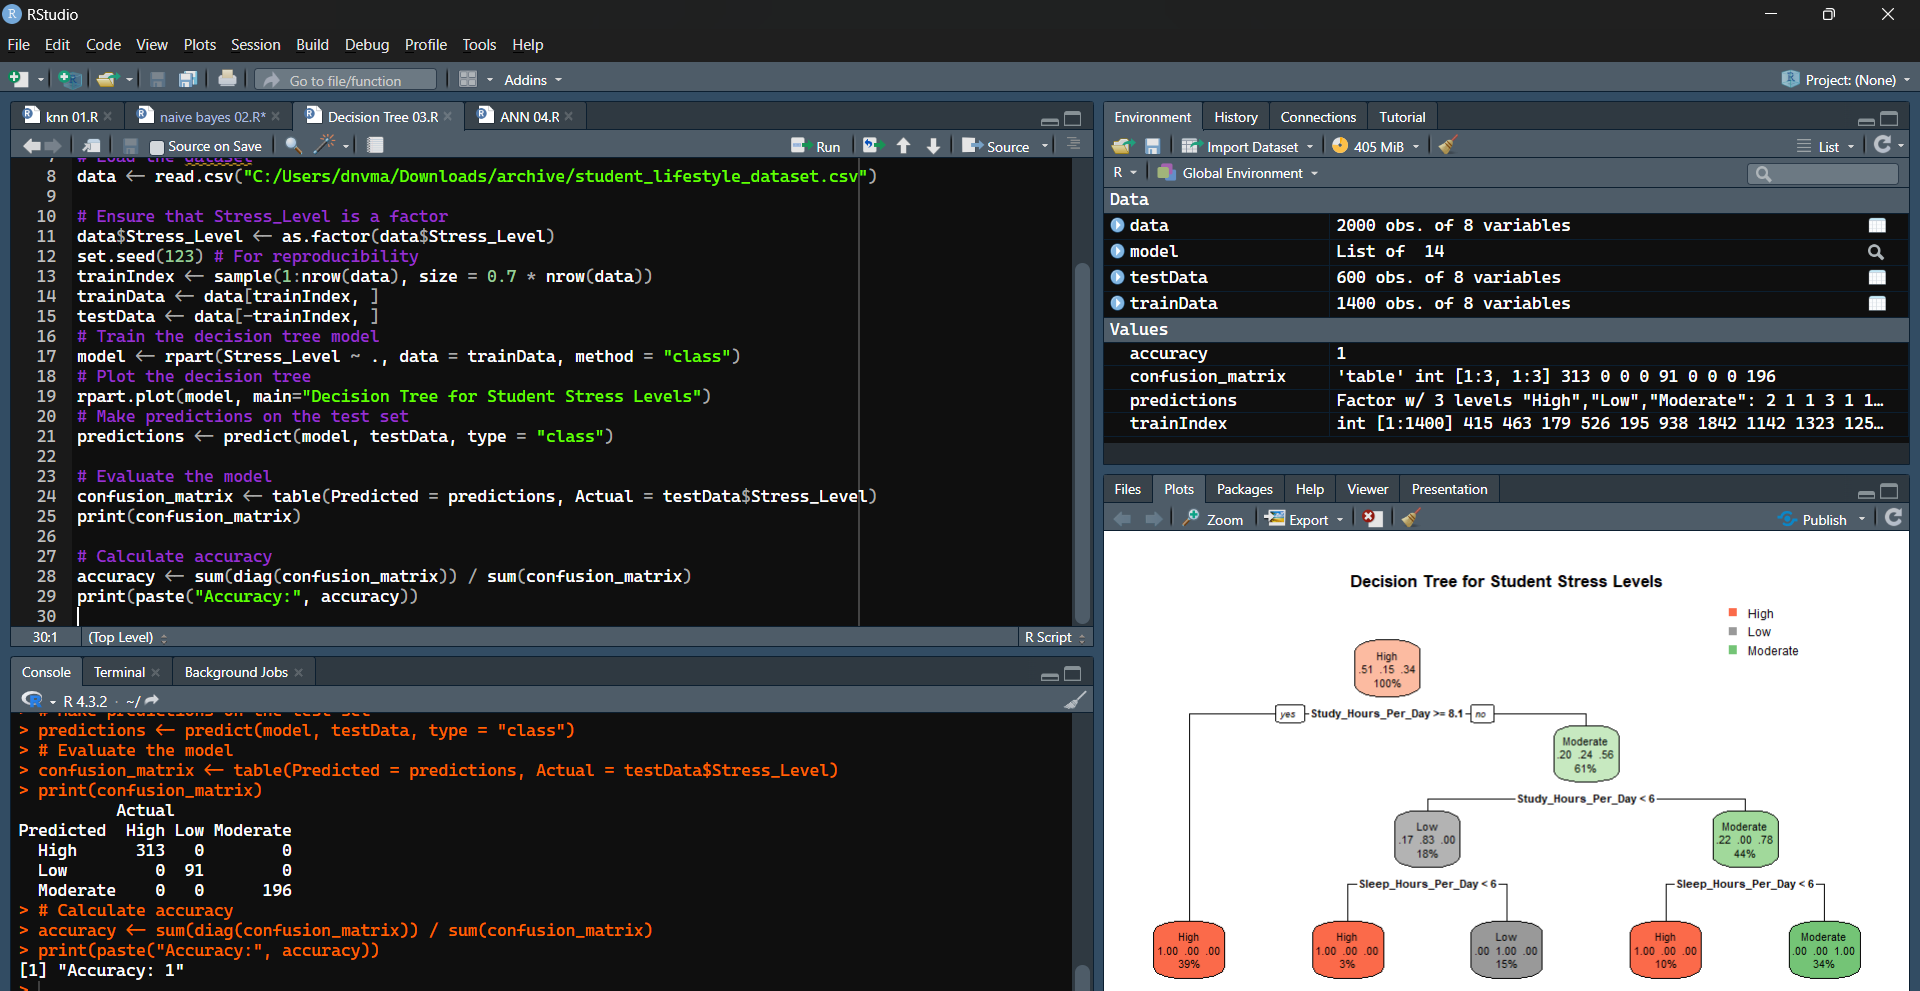 RStudio
File Edit Code View Plots Session Build Debug Profile Tools Help
Go to file/function Addins Project: (None)
knn 01.R naive bayes 02.R* Decision Tree 03.R ANN 04.R
Source on Save Run Source
# Load the dataset
8 data <- read.csv("C:/Users/dnvma/Downloads/archive/student_lifestyle_dataset.csv")
9
10 # Ensure that Stress_Level is a factor
11 data$Stress_Level <- as.factor(data$Stress_Level)
12 set.seed(123) # For reproducibility
13 trainIndex <- sample(1:nrow(data), size = 0.7 * nrow(data))
14 trainData <- data[trainIndex, ]
15 testData <- data[-trainIndex, ]
16 # Train the decision tree model
17 model <- rpart(Stress_Level ~ ., data = trainData, method = "class")
18 # Plot the decision tree
19 rpart.plot(model, main="Decision Tree for Student Stress Levels")
20 # Make predictions on the test set
21 predictions <- predict(model, testData, type = "class")
22
23 # Evaluate the model
24 confusion_matrix <- table(Predicted = predictions, Actual = testData$Stress_Level)
25 print(confusion_matrix)
26
27 # Calculate accuracy
28 accuracy <- sum(diag(confusion_matrix)) / sum(confusion_matrix)
29 print(paste("Accuracy:", accuracy))
30
30:1 (Top Level) R Script
Console Terminal Background Jobs
R 4.3.2 · ~/
> # Make predictions on the test set
> predictions <- predict(model, testData, type = "class")
> # Evaluate the model
> confusion_matrix <- table(Predicted = predictions, Actual = testData$Stress_Level)
> print(confusion_matrix)
Actual
Predicted High Low Moderate
High 313 0 0
Low 0 91 0
Moderate 0 0 196
> # Calculate accuracy
> accuracy <- sum(diag(confusion_matrix)) / sum(confusion_matrix)
> print(paste("Accuracy:", accuracy))
[1] "Accuracy: 1"
>
Environment History Connections Tutorial
Import Dataset 405 MiB List
R Global Environment
Data
data 2000 obs. of 8 variables
model List of 14
testData 600 obs. of 8 variables
trainData 1400 obs. of 8 variables
Values
accuracy 1
confusion_matrix 'table' int [1:3, 1:3] 313 0 0 0 91 0 0 0 196
predictions Factor w/ 3 levels "High","Low","Moderate": 2 1 1 3 1 1…
trainIndex int [1:1400] 415 463 179 526 195 938 1842 1142 1323 125…
Files Plots Packages Help Viewer Presentation
Zoom Export Publish
Decision Tree for Student Stress Levels
High
Low
Moderate
High
.51 .15 .34
100%
yes Study_Hours_Per_Day >= 8.1 no
Moderate
.20 .24 .56
61%
Study_Hours_Per_Day < 6
Low
.17 .83 .00
18%
Moderate
.22 .00 .78
44%
Sleep_Hours_Per_Day < 6
Sleep_Hours_Per_Day < 6
High
1.00 .00 .00
39%
High
1.00 .00 .00
3%
Low
.00 1.00 .00
15%
High
1.00 .00 .00
10%
Moderate
.00 .00 1.00
34%